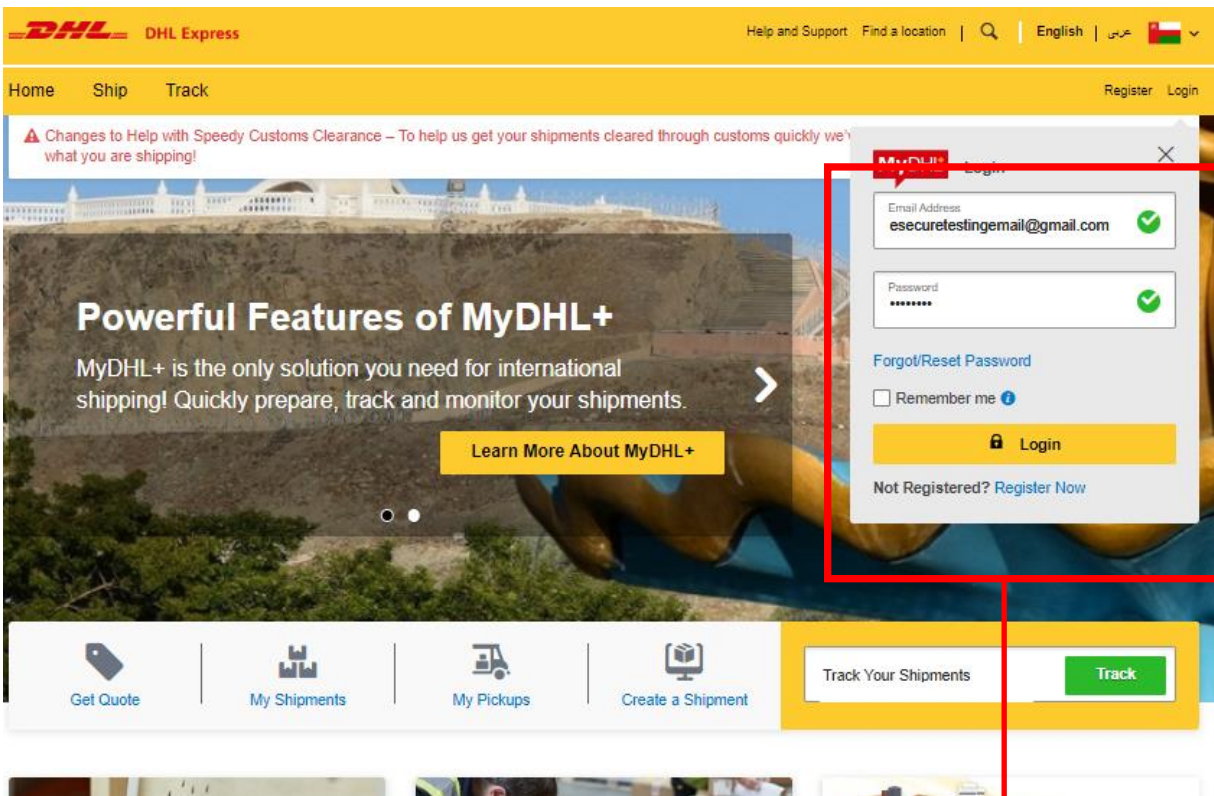 DHL DHL Express
Help and Support Find a location | English | عربى
Home Ship Track
Register Login
Changes to Help with Speedy Customs Clearance – To help us get your shipments cleared through customs quickly we'
what you are shipping!
MyDHL+ Login
Email Address
esecuretestingemail@gmail.com
Password
••••••••
Forgot/Reset Password
Remember me
Login
Not Registered? Register Now
Powerful Features of MyDHL+
MyDHL+ is the only solution you need for international
shipping! Quickly prepare, track and monitor your shipments.
Learn More About MyDHL+
Get Quote
My Shipments
My Pickups
Create a Shipment
Track Your Shipments
Track